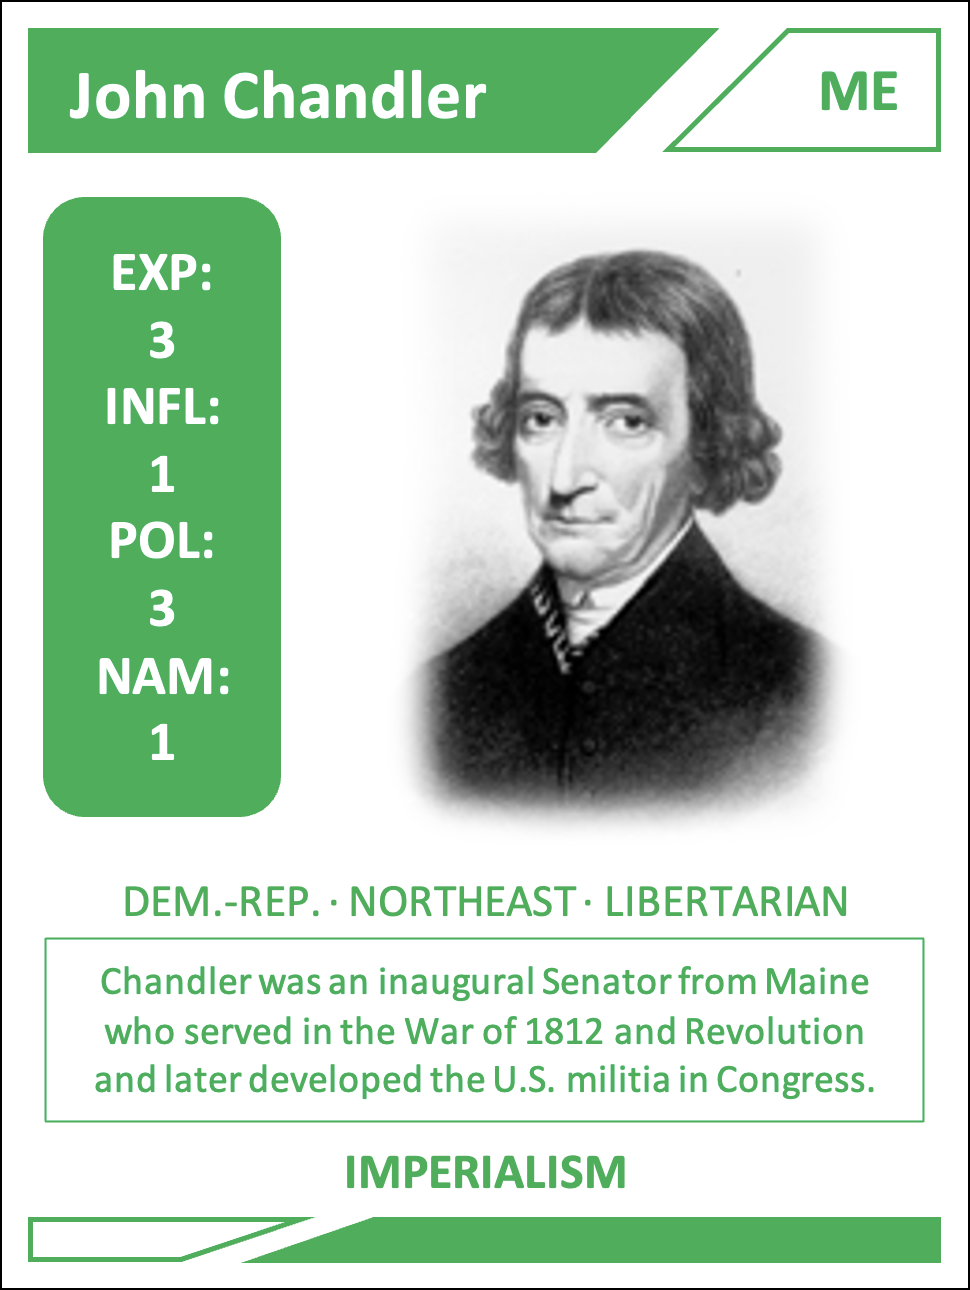 John Chandler
ME
EXP:
3
INFL:
1
POL:
3
NAM:
1
DEM.-REP. · NORTHEAST · LIBERTARIAN
Chandler was an inaugural Senator from Maine
who served in the War of 1812 and Revolution
and later developed the U.S. militia in Congress.
IMPERIALISM